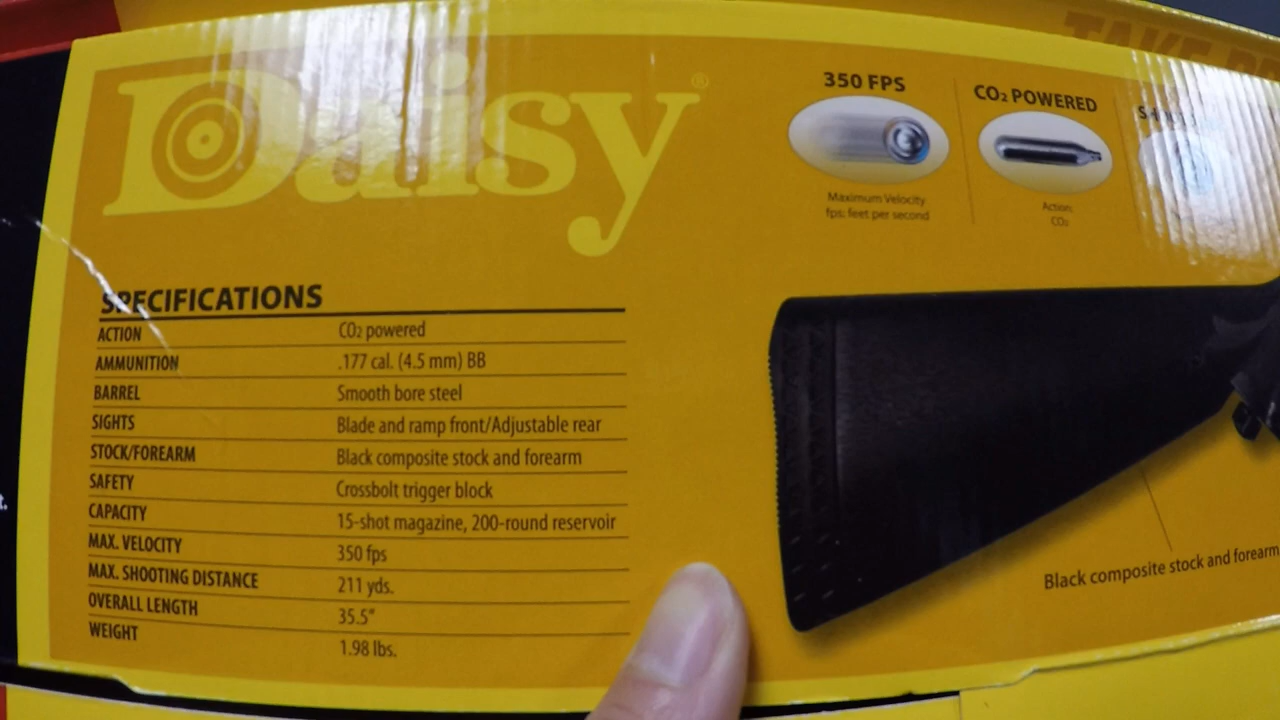 Daisy®
350 FPS
Maximum Velocity
fps; feet per second
CO₂ POWERED
Action;
CO₂
SPECIFICATIONS
ACTION CO₂ powered
AMMUNITION .177 cal. (4.5 mm) BB
BARREL Smooth bore steel
SIGHTS Blade and ramp front/Adjustable rear
STOCK/FOREARM Black composite stock and forearm
SAFETY Crossbolt trigger block
CAPACITY 15-shot magazine, 200-round reservoir
MAX. VELOCITY 350 fps
MAX. SHOOTING DISTANCE 211 yds.
OVERALL LENGTH 35.5"
WEIGHT 1.98 lbs.
Black composite stock and forearm